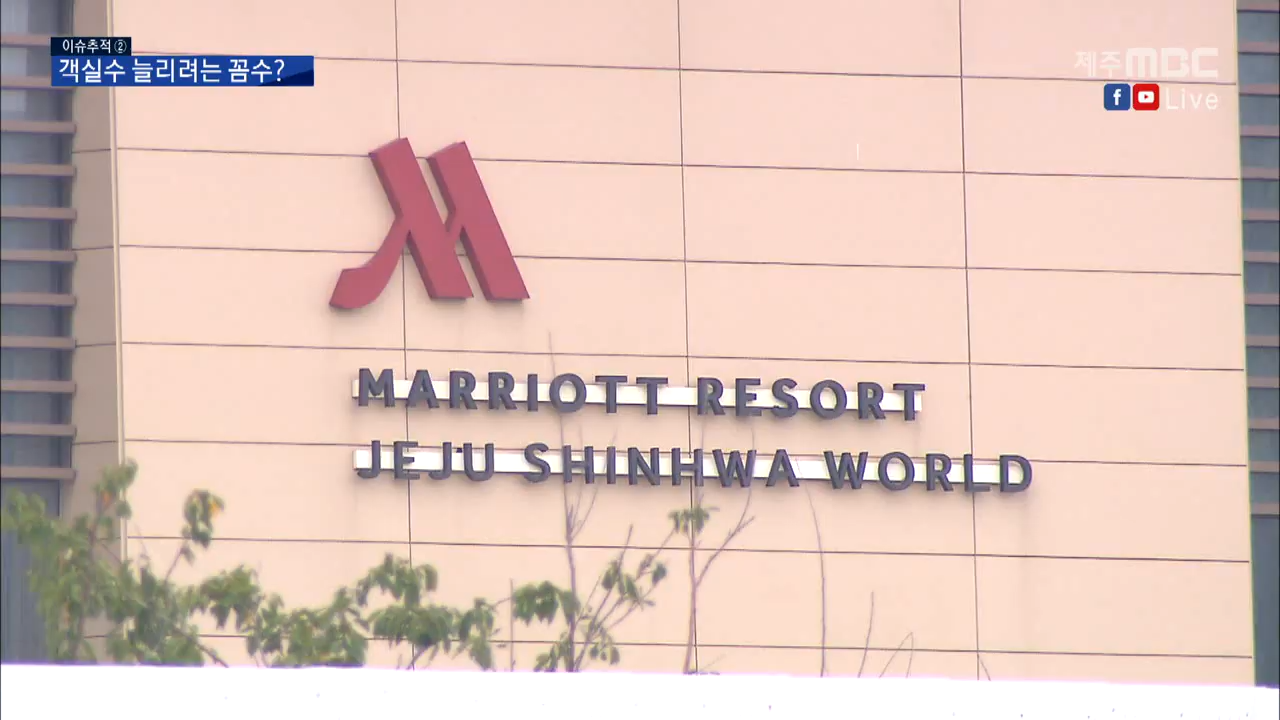 이슈추적 ②
객실수 늘리려는 꼼수?
제주MBC
Live
MARRIOTT RESORT
JEJU SHINHWA WORLD